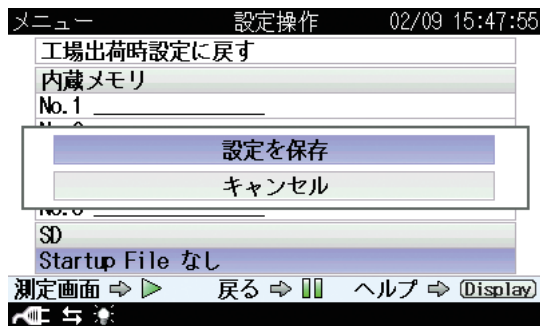 メニュー 設定操作 02/09 15:47:55
工場出荷時設定に戻す
内蔵メモリ
No.1
設定を保存
キャンセル
SD
Startup File なし
測定画面 ⇨ ▷ 戻る ⇨ ▯▯ ヘルプ ⇨ (Display)